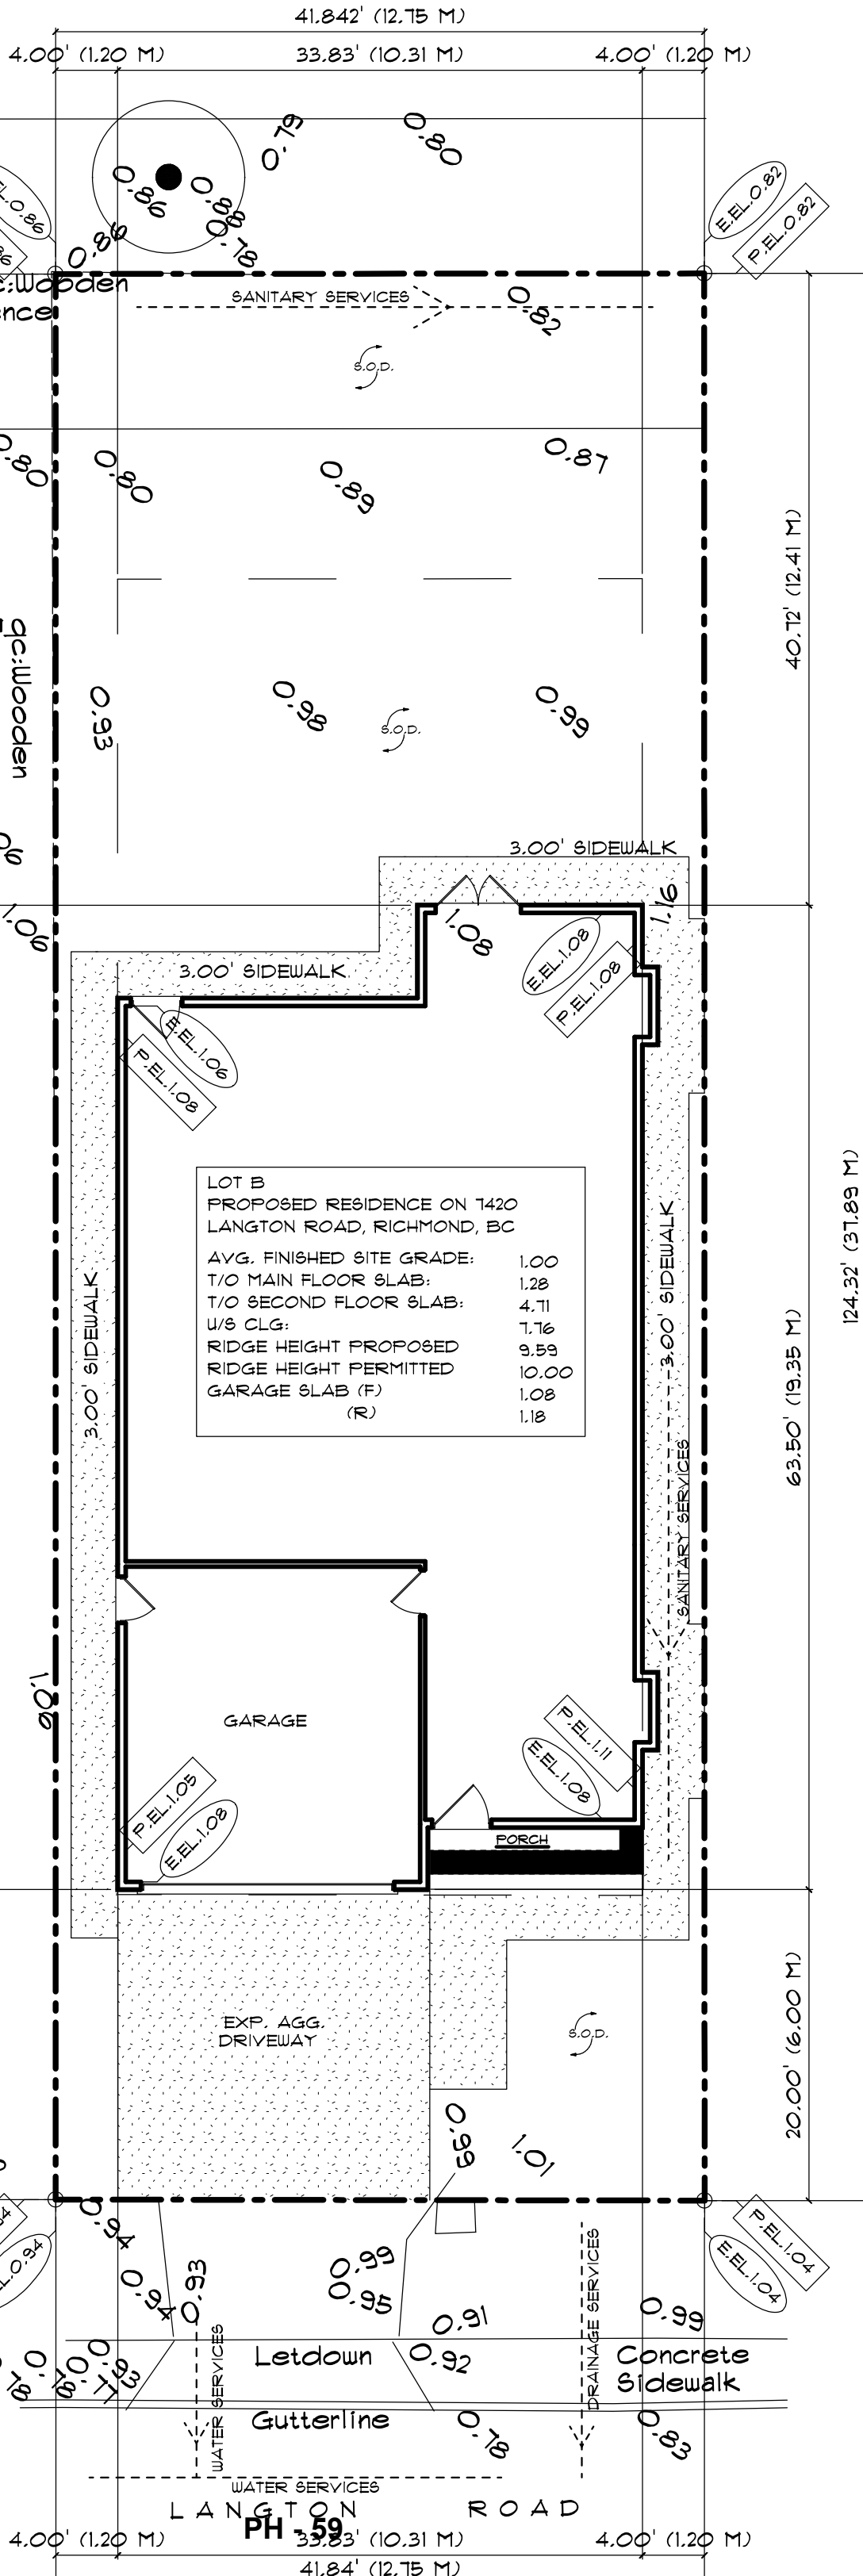 41.842' (12.75 M)
4.00' (1.20 M)
33.83' (10.31 M)
4.00' (1.20 M)
0.79
0.80
0.86
0.88
0.78
0.86
E.EL.0.82
P.EL.0.82
SANITARY SERVICES
0.82
S.O.D.
0.80
0.80
0.89
0.87
40.72' (12.41 M)
qc:Wooden
0.93
0.98
S.O.D.
0.99
3.00' SIDEWALK
1.16
1.06
1.08
E.EL.1.08
P.EL.1.08
3.00' SIDEWALK
E.EL.1.06
P.EL.1.08
LOT B
PROPOSED RESIDENCE ON 7420
LANGTON ROAD, RICHMOND, BC
AVG. FINISHED SITE GRADE: 1.00
T/O MAIN FLOOR SLAB: 1.28
T/O SECOND FLOOR SLAB: 4.71
U/S CLG: 7.76
RIDGE HEIGHT PROPOSED 9.59
RIDGE HEIGHT PERMITTED 10.00
GARAGE SLAB (F) 1.08
(R) 1.18
3.00' SIDEWALK
3.00' SIDEWALK
124.32' (37.89 M)
63.50' (19.35 M)
SANITARY SERVICES
1.06
GARAGE
P.EL.1.11
E.EL.1.08
P.EL.1.05
E.EL.1.08
PORCH
EXP. AGG.
DRIVEWAY
S.O.D.
20.00' (6.00 M)
0.99
1.01
0.94
P.EL.1.04
E.EL.1.04
0.94
0.93
0.99
0.95
0.91
0.99
DRAINAGE SERVICES
WATER SERVICES
Letdown
0.92
Concrete
Sidewalk
0.78
0.77
0.93
Gutterline
0.78
0.83
WATER SERVICES
LANGTON ROAD
PH - 59
4.00' (1.20 M)
33.83' (10.31 M)
4.00' (1.20 M)
41.84' (12.75 M)